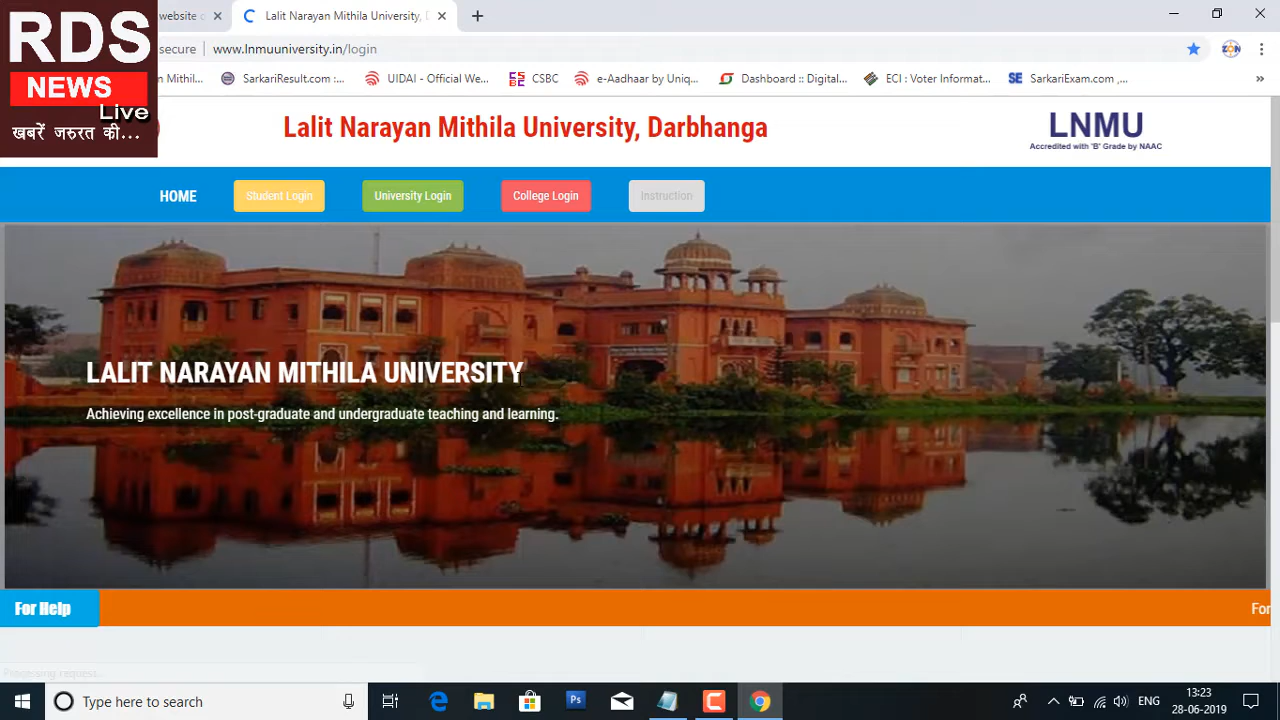 RDS
NEWS
Live
खबरें जरुरत की...
website o
Lalit Narayan Mithila University, D
secure
www.lnmuuniversity.in/login
m Mithil...
SarkariResult.com :...
UIDAI - Official We...
CSBC
e-Aadhaar by Uniq...
Dashboard :: Digital...
ECI : Voter Informat...
SarkariExam.com ,...
Lalit Narayan Mithila University, Darbhanga
LNMU
Accredited with 'B' Grade by NAAC
HOME
Student Login
University Login
College Login
Instruction
LALIT NARAYAN MITHILA UNIVERSITY
Achieving excellence in post-graduate and undergraduate teaching and learning.
For Help
For
Processing request...
Type here to search
Ps
ENG
13:23
28-06-2019